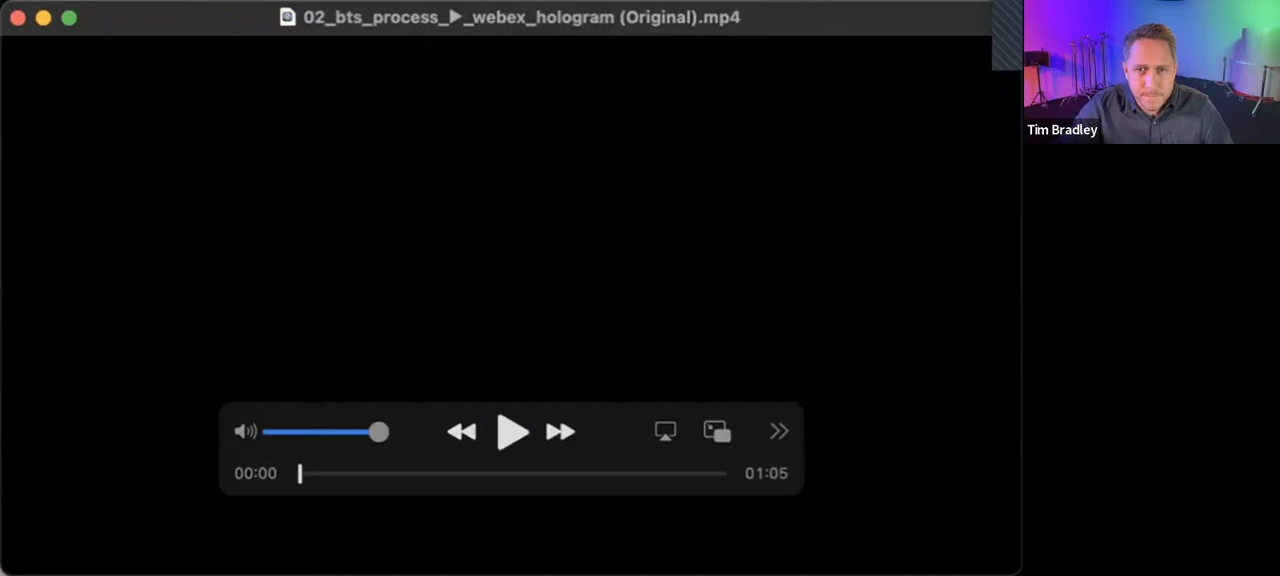 02_bts_process_▶_webex_hologram (Original).mp4
Tim Bradley
00:00
01:05